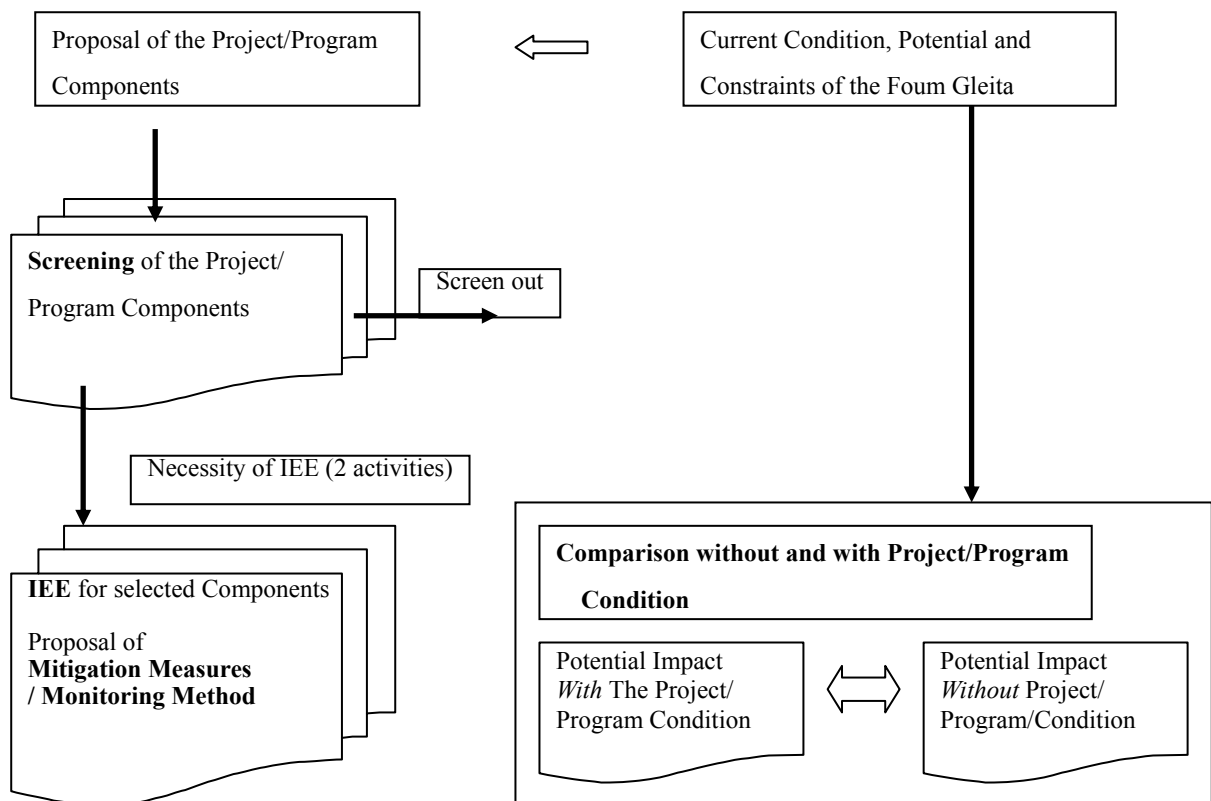 Proposal of the Project/Program
Components
Current Condition, Potential and
Constraints of the Foum Gleita
Screening of the Project/
Program Components
Screen out
Necessity of IEE (2 activities)
IEE for selected Components
Proposal of
Mitigation Measures
/ Monitoring Method
Comparison without and with Project/Program
Condition
Potential Impact
With The Project/
Program Condition
Potential Impact
Without Project/
Program/Condition